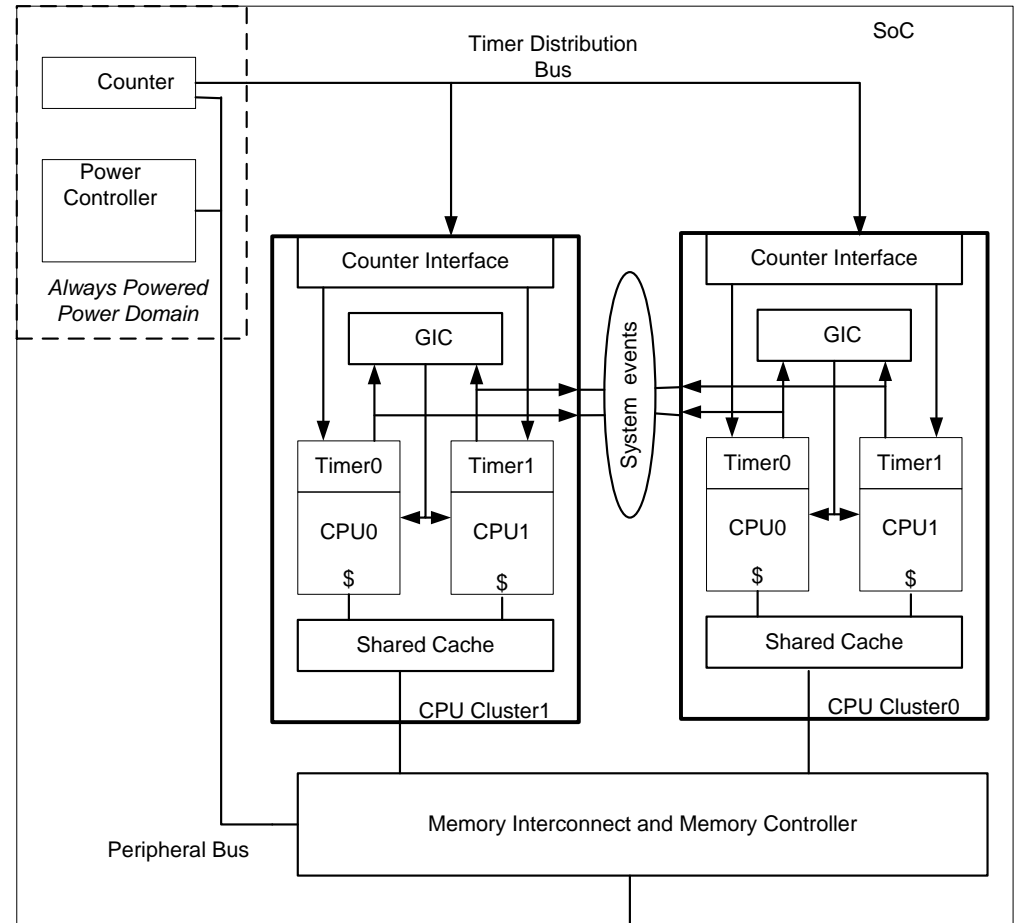 SoC
Timer Distribution
Bus
Counter
Power
Controller
Always Powered
Power Domain
Counter Interface
GIC
Timer0
Timer1
CPU0
CPU1
$
$
Shared Cache
CPU Cluster1
System events
Counter Interface
GIC
Timer0
Timer1
CPU0
CPU1
$
$
Shared Cache
CPU Cluster0
Memory Interconnect and Memory Controller
Peripheral Bus